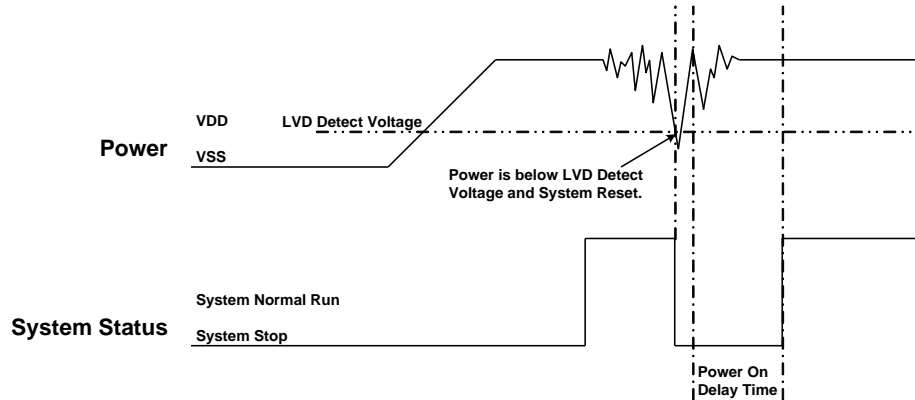 VDD
LVD Detect Voltage
Power
VSS
Power is below LVD Detect
Voltage and System Reset.
System Normal Run
System Status
System Stop
Power On
Delay Time